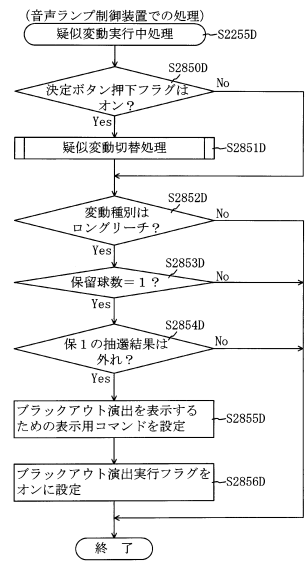 (音声ランプ制御装置での処理)
疑似変動実行中処理
S2255D
S2850D
決定ボタン押下フラグは
オン?
No
Yes
疑似変動切替処理
S2851D
S2852D
変動種別は
ロングリーチ?
No
Yes
S2853D
保留球数=1?
No
Yes
S2854D
保1の抽選結果は
外れ?
No
Yes
ブラックアウト演出を表示する
ための表示用コマンドを設定
S2855D
ブラックアウト演出実行フラグを
オンに設定
S2856D
終 了